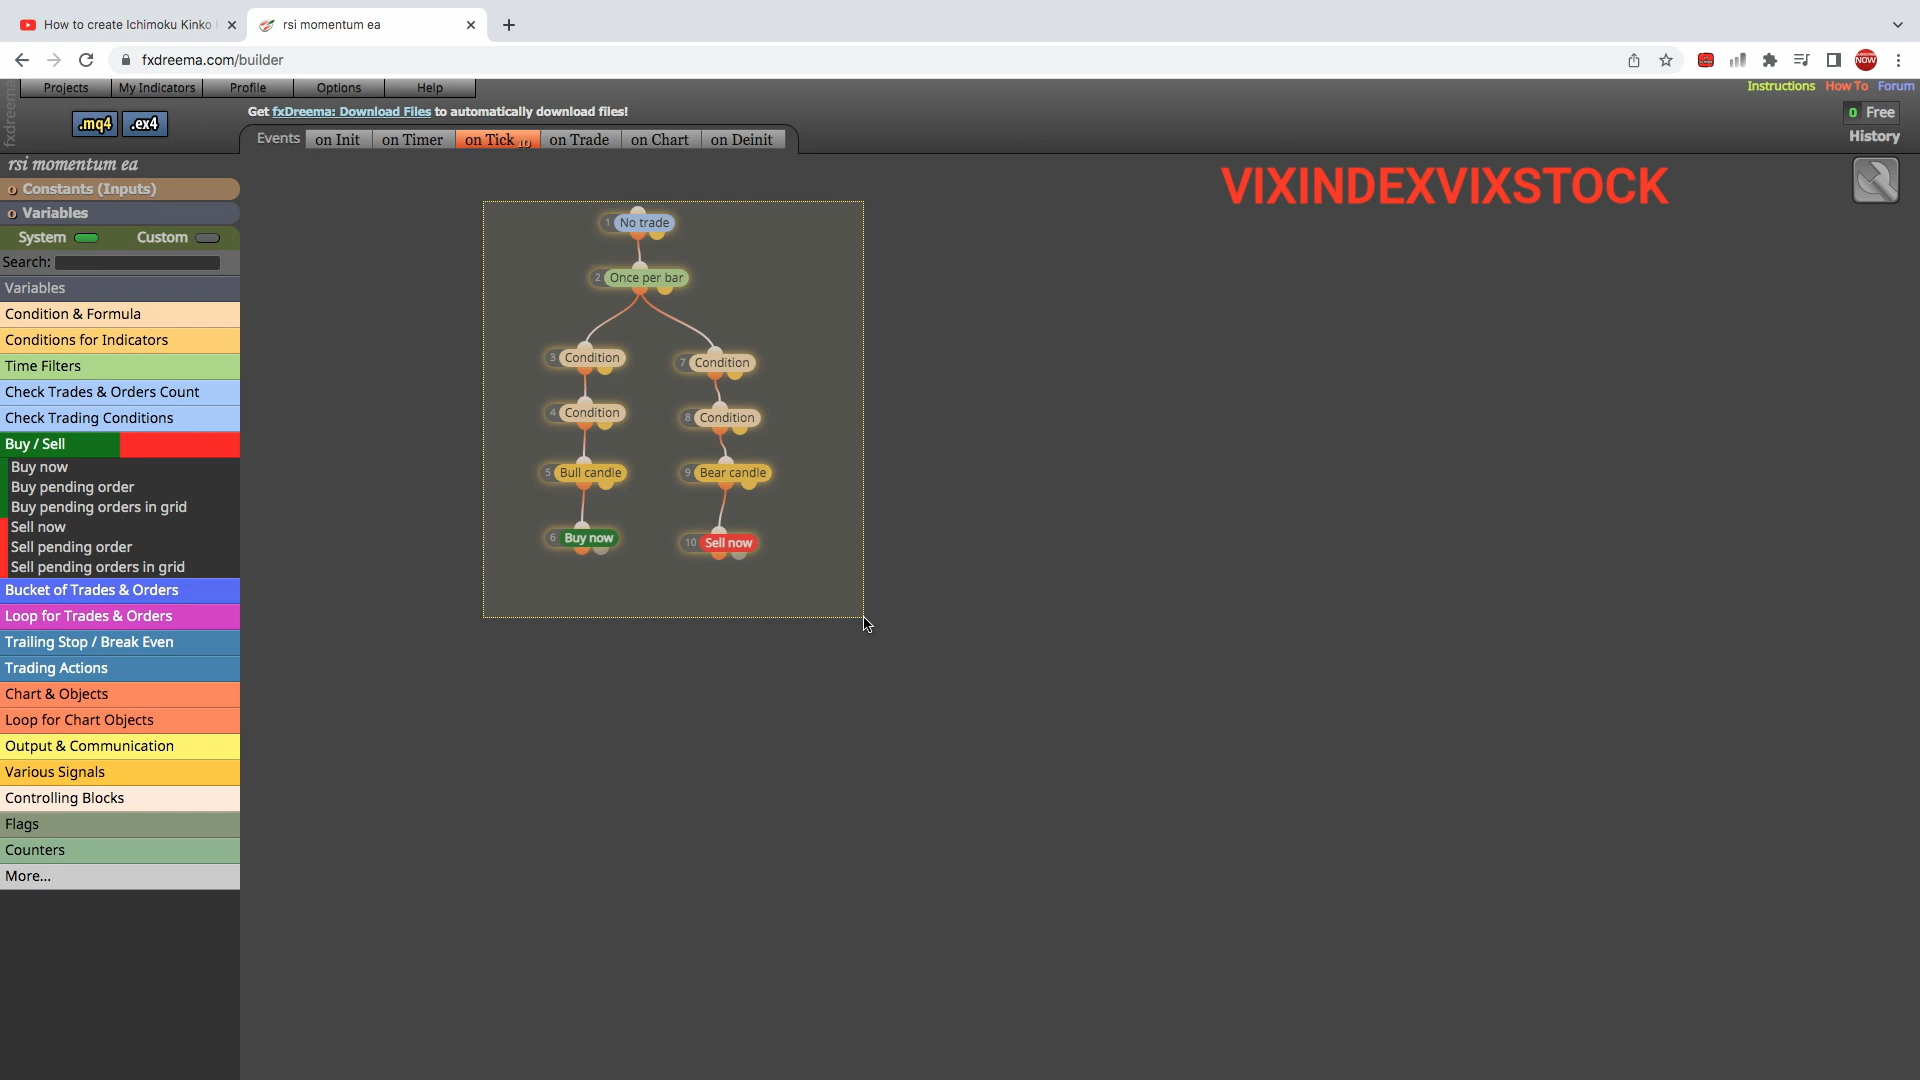 How to create Ichimoku Kinko
rsi momentum ea
fxdreema.com/builder
NOW
Projects
My Indicators
Profile
Options
Help
Instructions
How To
Forum
fxdreema
.mq4
.ex4
Get fxDreema: Download Files to automatically download files!
0 Free
History
Events
on Init
on Timer
on Tick 10
on Trade
on Chart
on Deinit
rsi momentum ea
0 Constants (Inputs)
0 Variables
System
Custom
Search:
Variables
Condition & Formula
Conditions for Indicators
Time Filters
Check Trades & Orders Count
Check Trading Conditions
Buy / Sell
Buy now
Buy pending order
Buy pending orders in grid
Sell now
Sell pending order
Sell pending orders in grid
Bucket of Trades & Orders
Loop for Trades & Orders
Trailing Stop / Break Even
Trading Actions
Chart & Objects
Loop for Chart Objects
Output & Communication
Various Signals
Controlling Blocks
Flags
Counters
More...
VIXINDEXVIXSTOCK
1 No trade
2 Once per bar
3 Condition
7 Condition
4 Condition
8 Condition
5 Bull candle
9 Bear candle
6 Buy now
10 Sell now